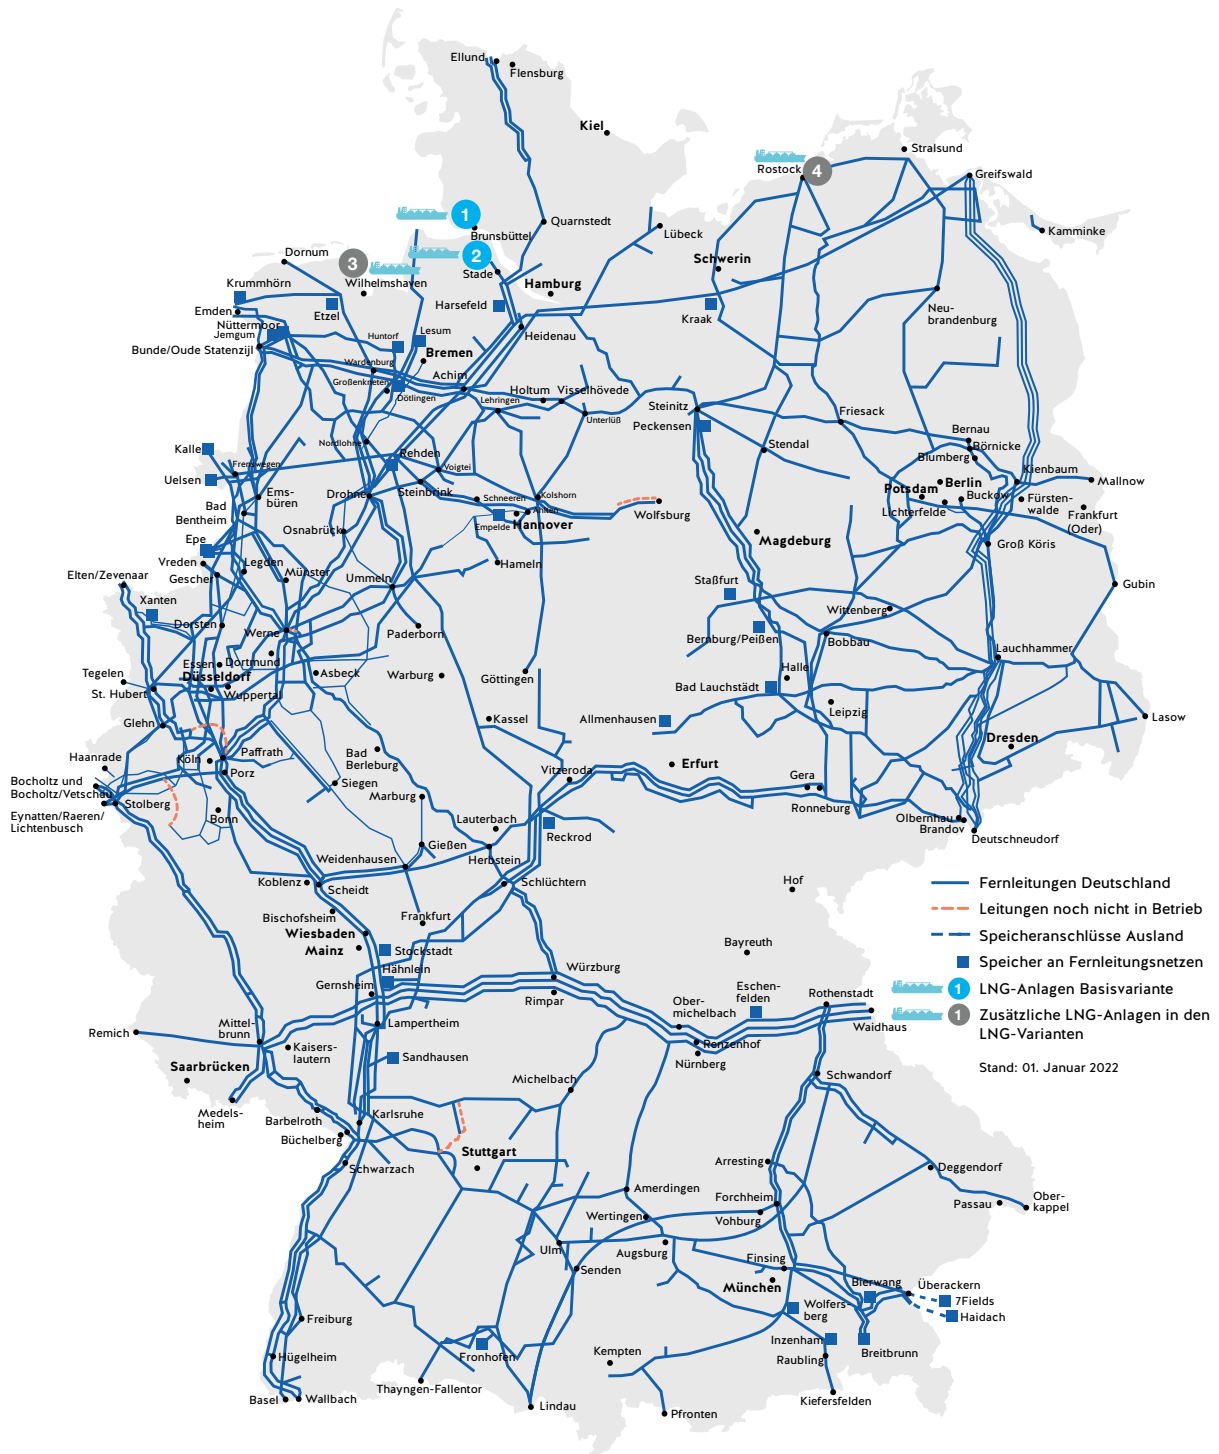 Ellund
Flensburg
Kiel
Stralsund
Rostock
4
Greifswald
1
Brunsbüttel
Quarnstedt
Lübeck
Kamminke
Dornum
3
2
Stade
Schwerin
Wilhelmshaven
Krummhörn
Hamburg
Emden
Etzel
Harsefeld
Kraak
Neu-
brandenburg
Nüttermoor
Jemgum
Huntorf
Lesum
Heidenau
Bunde/Oude Statenzijl
Bremen
Wardenburg
Achim
Großenkneten
Dötlingen
Holtum
Visselhövede
Lehringen
Unterlüß
Steinitz
Peckensen
Friesack
Stendal
Bernau
Börnicke
Blumberg
Nordlohne
Kalle
Rehden
Frenswegen
Voigtei
Kienbaum
Uelsen
Steinbrink
Mallnow
Potsdam
Berlin
Buckow
Drohne
Ems-
büren
Schneeren
Kolshorn
Ahlten
Wolfsburg
Lichterfelde
Fürsten-
walde
Frankfurt
(Oder)
Bad
Bentheim
Empelde
Hannover
Osnabrück
Magdeburg
Groß Köris
Epe
Vreden
Gescher
Legden
Münster
Hameln
Elten/Zevenaar
Ummeln
Staßfurt
Gubin
Xanten
Dorsten
Werne
Paderborn
Wittenberg
Bernburg/Peißen
Bobbau
Essen
Dortmund
Lauchhammer
Tegelen
Düsseldorf
Asbeck
Warburg
Göttingen
Halle
St. Hubert
Wuppertal
Bad Lauchstädt
Leipzig
Glehn
Kassel
Allmenhausen
Lasow
Dresden
Haanrade
Köln
Paffrath
Bad
Berleburg
Porz
Vitzeroda
Erfurt
Gera
Bocholtz und
Bocholtz/Vetschau
Siegen
Marburg
Ronneburg
Stolberg
Eynatten/Raeren/
Lichtenbusch
Bonn
Lauterbach
Reckrod
Olbernhau
Brandov
Deutschneudorf
Gießen
Weidenhausen
Herbstein
Koblenz
Scheidt
Schlüchtern
Hof
Fernleitungen Deutschland
Bischofsheim
Frankfurt
Leitungen noch nicht in Betrieb
Wiesbaden
Mainz
Stockstadt
Bayreuth
Speicheranschlüsse Ausland
Hähnlein
Würzburg
Speicher an Fernleitungsnetzen
Gernsheim
Rimpar
Eschen-
felden
Rothenstadt
1
LNG-Anlagen Basisvariante
Ober-
michelbach
Waidhaus
1
Zusätzliche LNG-Anlagen in den
LNG-Varianten
Remich
Mittel-
brunn
Lampertheim
Kaisers-
lautern
Sandhausen
Renzenhof
Nürnberg
Stand: 01. Januar 2022
Saarbrücken
Michelbach
Schwandorf
Medels-
heim
Barbelroth
Karlsruhe
Büchelberg
Stuttgart
Schwarzach
Arresting
Deggendorf
Amerdingen
Forchheim
Passau
Ober-
kappel
Wertingen
Vohburg
Ulm
Augsburg
Finsing
Senden
München
Bierwang
Überackern
7Fields
Haidach
Freiburg
Wolfers-
berg
Inzenham
Raubling
Breitbrunn
Hügelheim
Fronhofen
Kempten
Thayngen-Fallentor
Basel
Wallbach
Lindau
Pfronten
Kiefersfelden